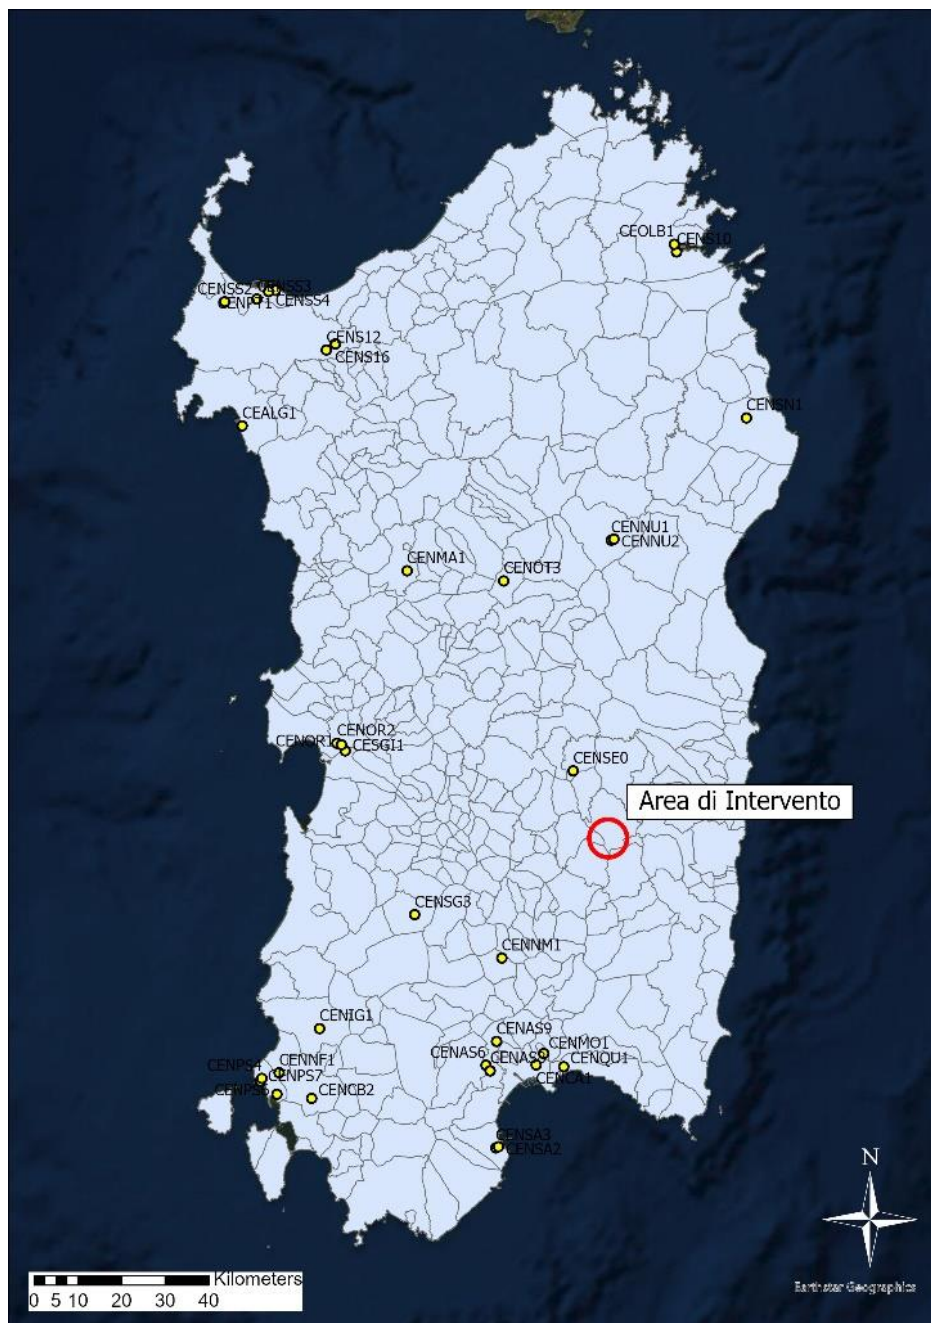 CEOLB1
CENS10
CENSS2
CENSS3
CENPT1
CENSS4
CENS12
CENS16
CEALG1
CENSN1
CENNU1
CENNU2
CENMA1
CENOT3
CENOR2
CENOR1
CESGI1
CENSE0
Area di Intervento
CENSG3
CENNM1
CENIG1
CENAS9
CENAS6
CENMO1
CENQU1
CENCA1
CENPS4
CENNF1
CENPS7
CENCB2
CENSA3
CENSA2
N
Kilometers
0 5 10 20 30 40
Earthstar Geographics